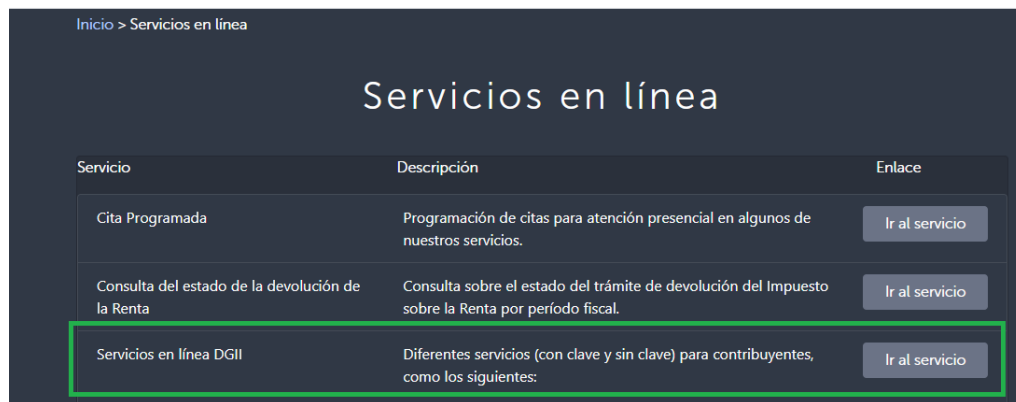 Inicio > Servicios en línea
Servicios en línea
Servicio Descripción Enlace
Cita Programada
Programación de citas para atención presencial en algunos de
nuestros servicios.
Ir al servicio
Consulta del estado de la devolución de
la Renta
Consulta sobre el estado del trámite de devolución del Impuesto
sobre la Renta por período fiscal.
Ir al servicio
Servicios en línea DGII
Diferentes servicios (con clave y sin clave) para contribuyentes,
como los siguientes:
Ir al servicio